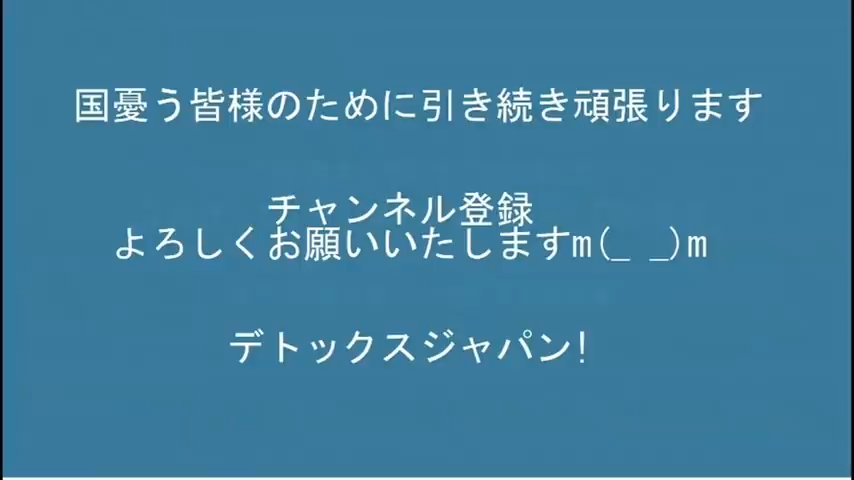 国憂う皆様のために引き続き頑張ります
チャンネル登録
よろしくお願いいたしますm(_ _)m
デトックスジャパン!